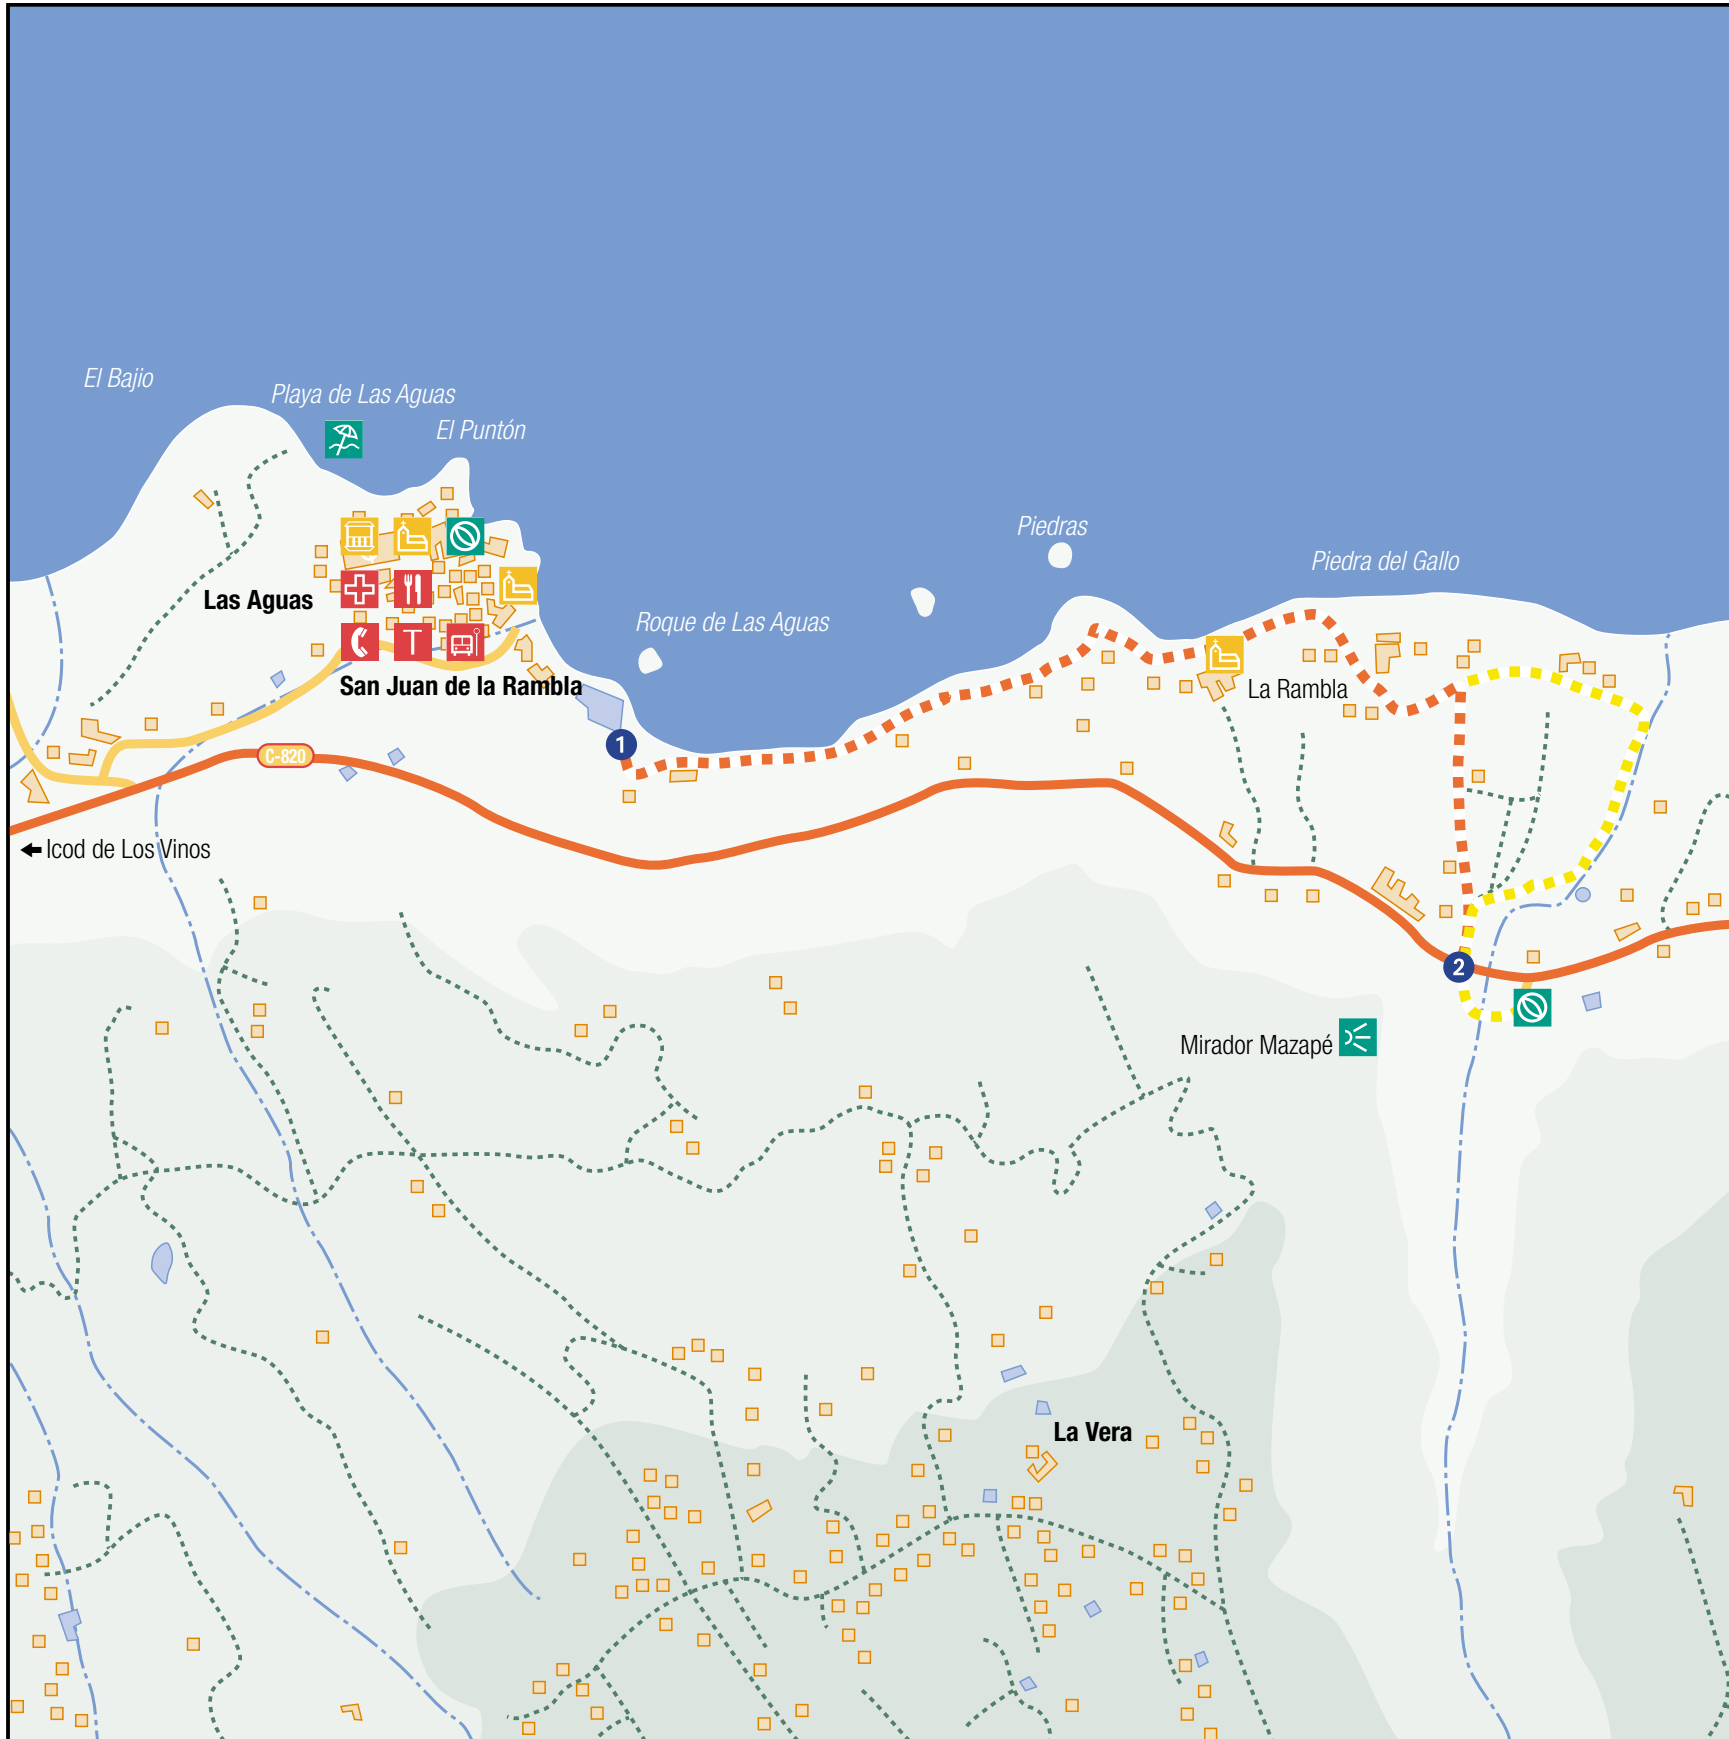 El Bajio
Playa de Las Aguas
El Puntón
Piedras
Piedra del Gallo
Las Aguas
Roque de Las Aguas
T
San Juan de la Rambla
La Rambla
1
C-820
Icod de Los Vinos
2
Mirador Mazapé
La Vera